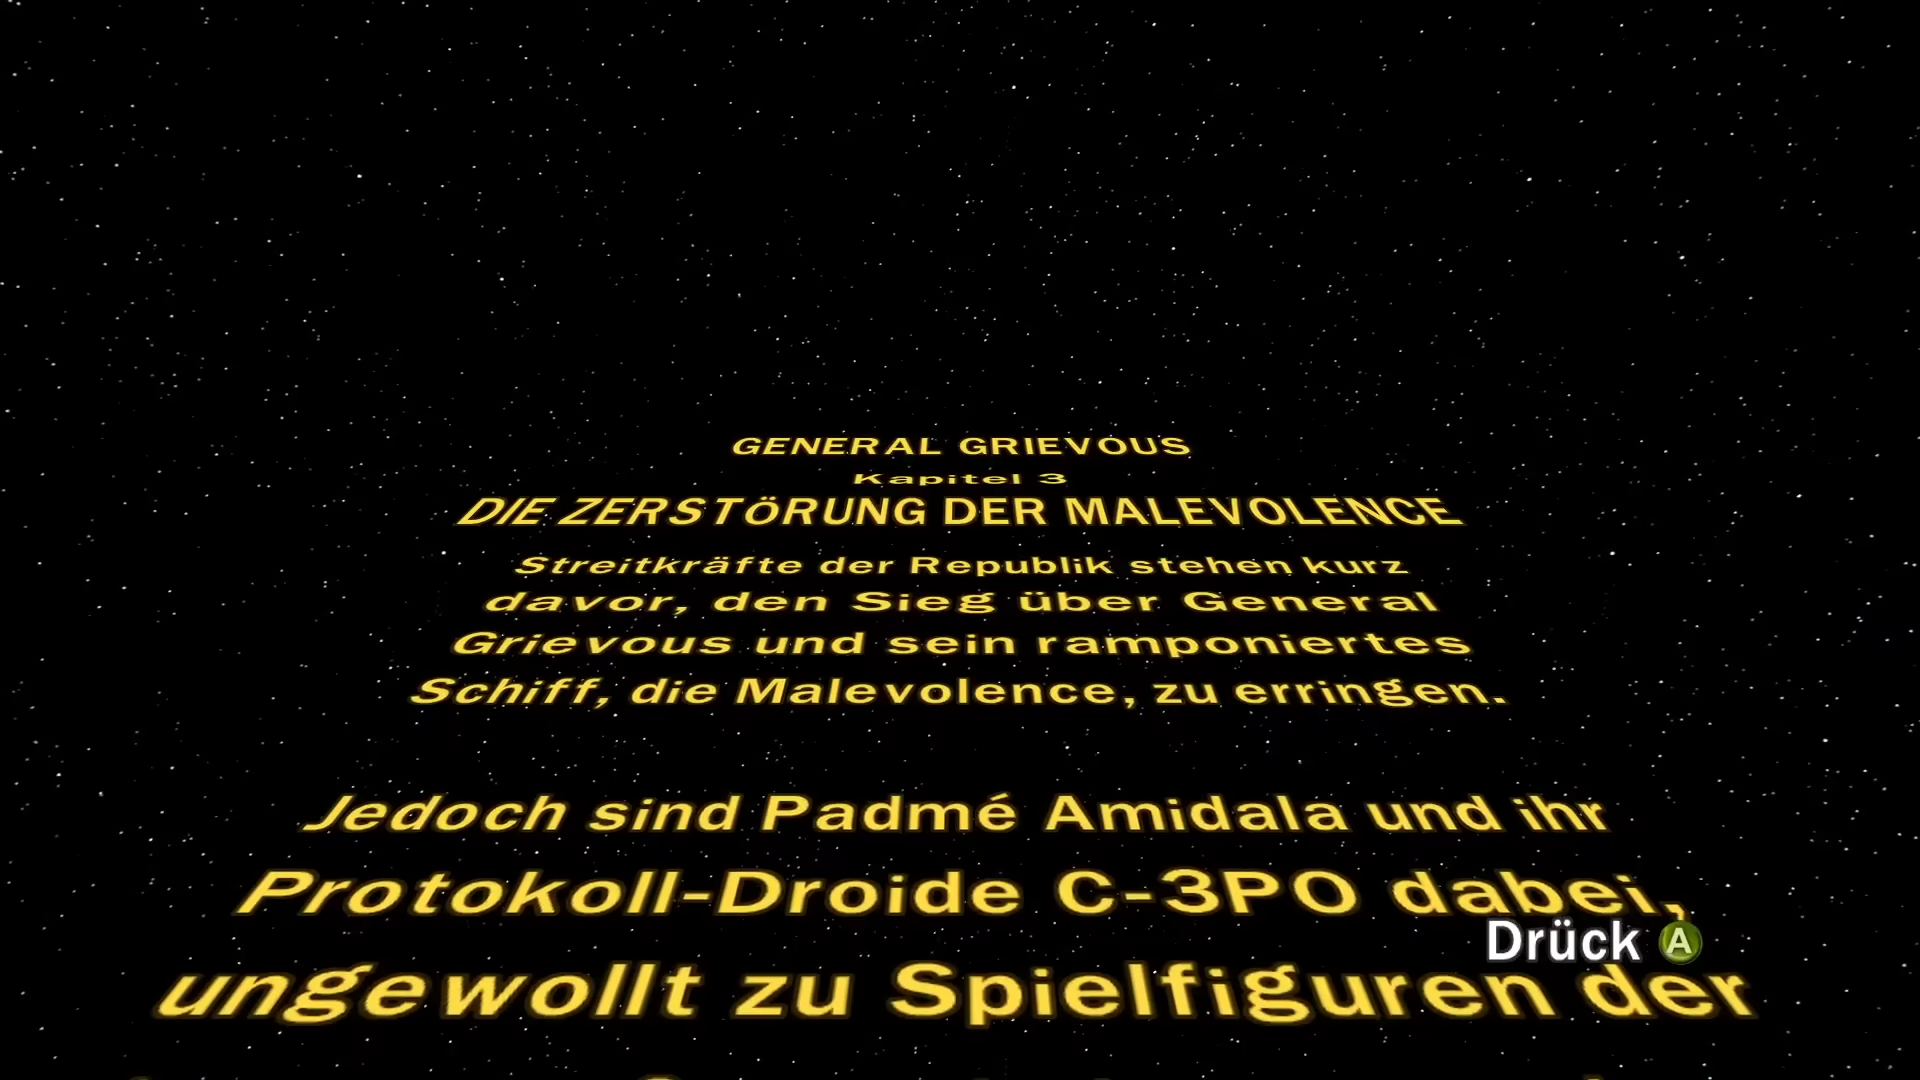 GENERAL GRIEVOUS
Kapitel 3
DIE ZERSTÖRUNG DER MALEVOLENCE
Streitkräfte der Republik stehen kurz
davor, den Sieg über General
Grievous und sein ramponiertes
Schiff, die Malevolence, zu erringen.
Jedoch sind Padmé Amidala und ihr
Protokoll-Droide C-3PO dabei,
Drück A
ungewollt zu Spielfiguren der